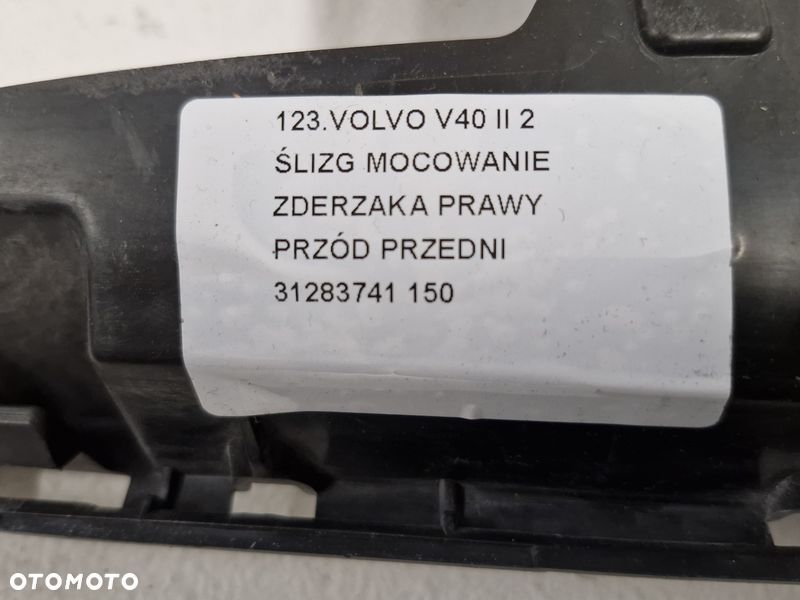 123.VOLVO V40 II 2
ŚLIZG MOCOWANIE
ZDERZAKA PRAWY
PRZÓD PRZEDNI
31283741 150
OTOMOTO